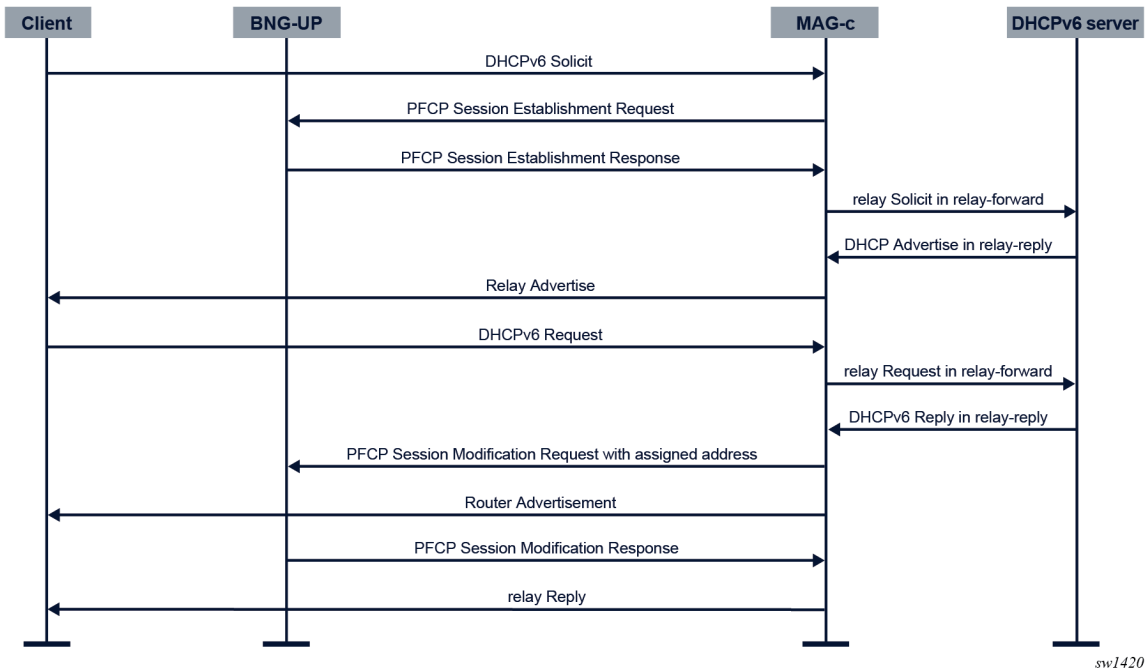 Client
BNG-UP
MAG-c
DHCPv6 server
DHCPv6 Solicit
PFCP Session Establishment Request
PFCP Session Establishment Response
relay Solicit in relay-forward
DHCP Advertise in relay-reply
Relay Advertise
DHCPv6 Request
relay Request in relay-forward
DHCPv6 Reply in relay-reply
PFCP Session Modification Request with assigned address
Router Advertisement
PFCP Session Modification Response
relay Reply
sw1420